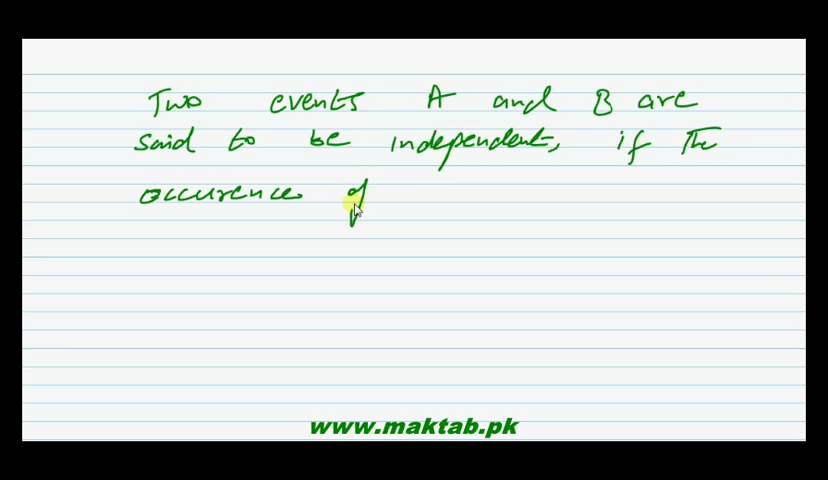 Two events A and B are
said to be independent, if the
occurence of
www.maktab.pk